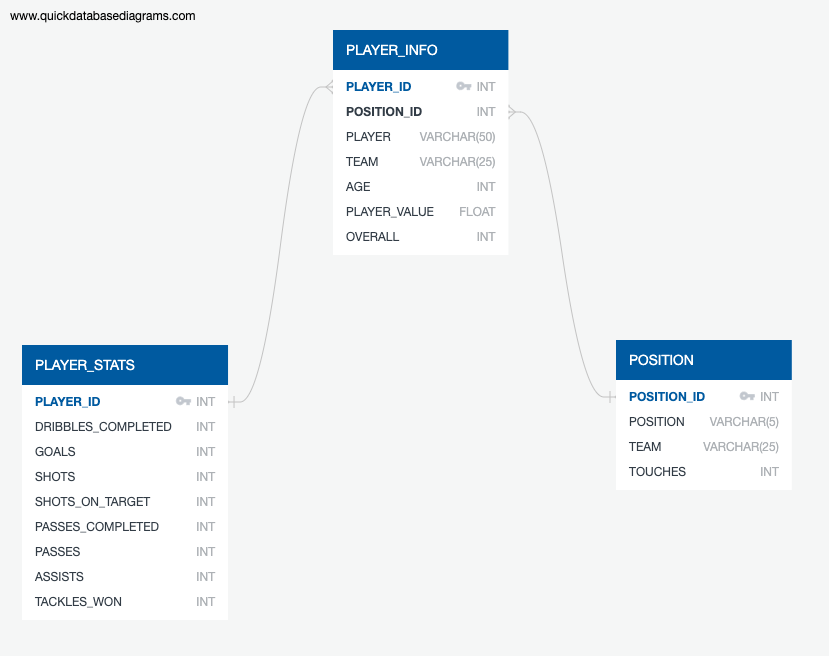 www.quickdatabasediagrams.com
PLAYER_INFO
PLAYER_ID INT
POSITION_ID INT
PLAYER VARCHAR(50)
TEAM VARCHAR(25)
AGE INT
PLAYER_VALUE FLOAT
OVERALL INT
PLAYER_STATS
PLAYER_ID INT
DRIBBLES_COMPLETED INT
GOALS INT
SHOTS INT
SHOTS_ON_TARGET INT
PASSES_COMPLETED INT
PASSES INT
ASSISTS INT
TACKLES_WON INT
POSITION
POSITION_ID INT
POSITION VARCHAR(5)
TEAM VARCHAR(25)
TOUCHES INT